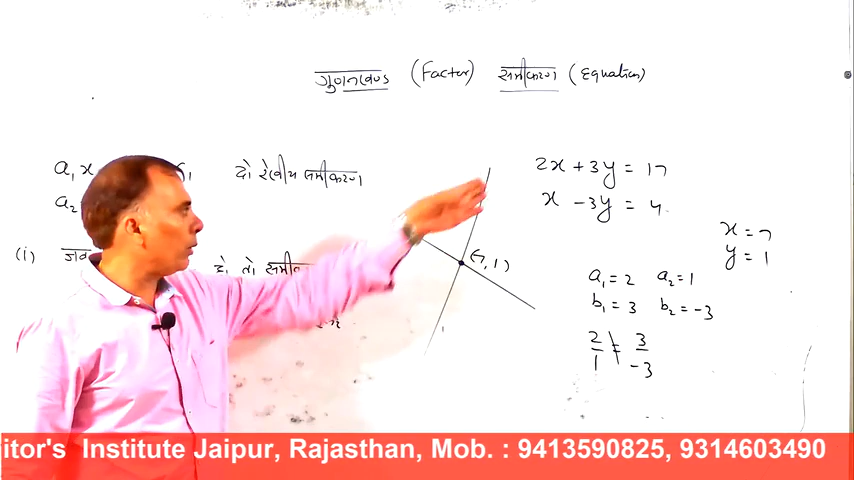 गुणनखण्ड (Factor) समीकरण (Equation)
a₁x
दो रेखीय समीकरण
a₂
(i) जब
हो तो
(7, 1)
2x + 3y = 17
x - 3y = 4
x = 7
y = 1
a₁ = 2 a₂ = 1
b₁ = 3 b₂ = -3
2/1 ≠ 3/-3
itor's Institute Jaipur, Rajasthan, Mob. : 9413590825, 9314603490